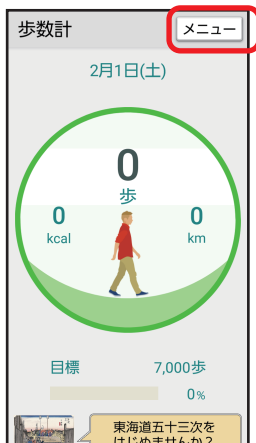 歩数計 メニュー
2月1日(土)
0
歩
0 0
kcal km
目標 7,000歩
0%
東海道五十三次を
はじめませんか?